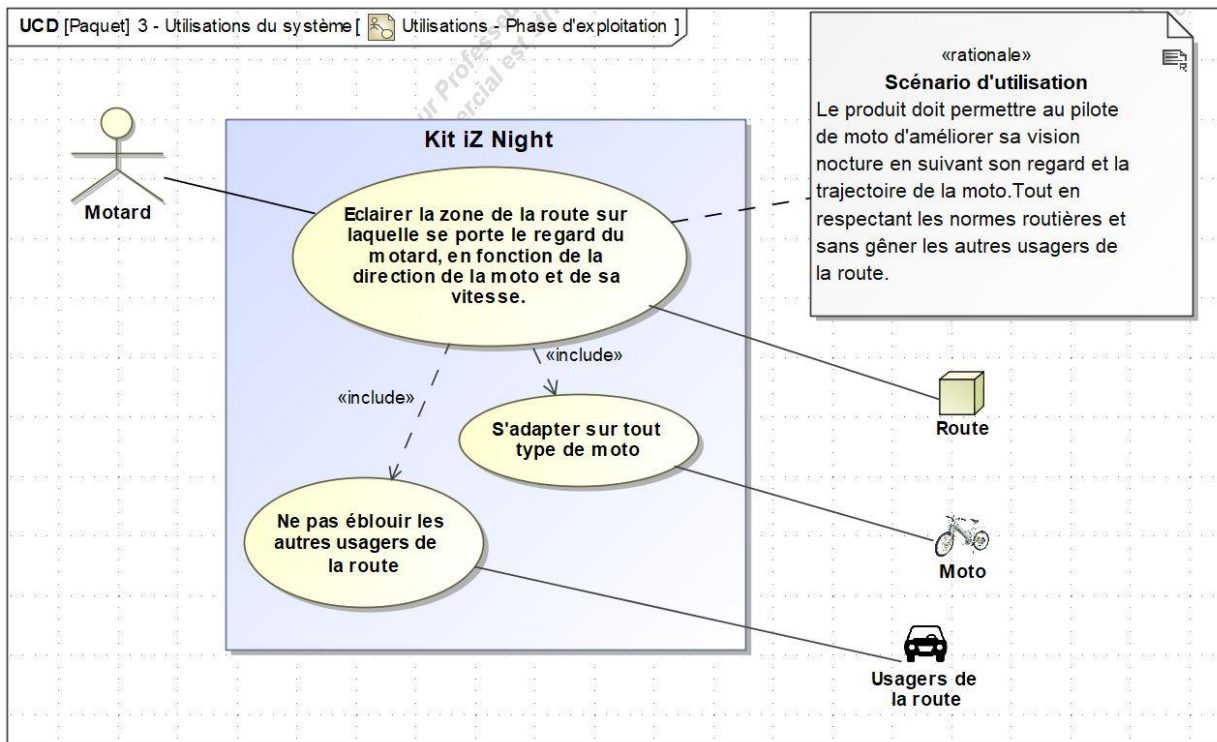 UCD [Paquet] 3 - Utilisations du système [ Utilisations - Phase d'exploitation ]
«rationale»
Scénario d'utilisation
Le produit doit permettre au pilote
de moto d'améliorer sa vision
nocture en suivant son regard et la
trajectoire de la moto.Tout en
respectant les normes routières et
sans gêner les autres usagers de
la route.
Motard
Kit iZ Night
Eclairer la zone de la route sur
laquelle se porte le regard du
motard, en fonction de la
direction de la moto et de sa
vitesse.
«include»
«include»
S'adapter sur tout
type de moto
Ne pas éblouir les
autres usagers de
la route
Route
Moto
Usagers de
la route